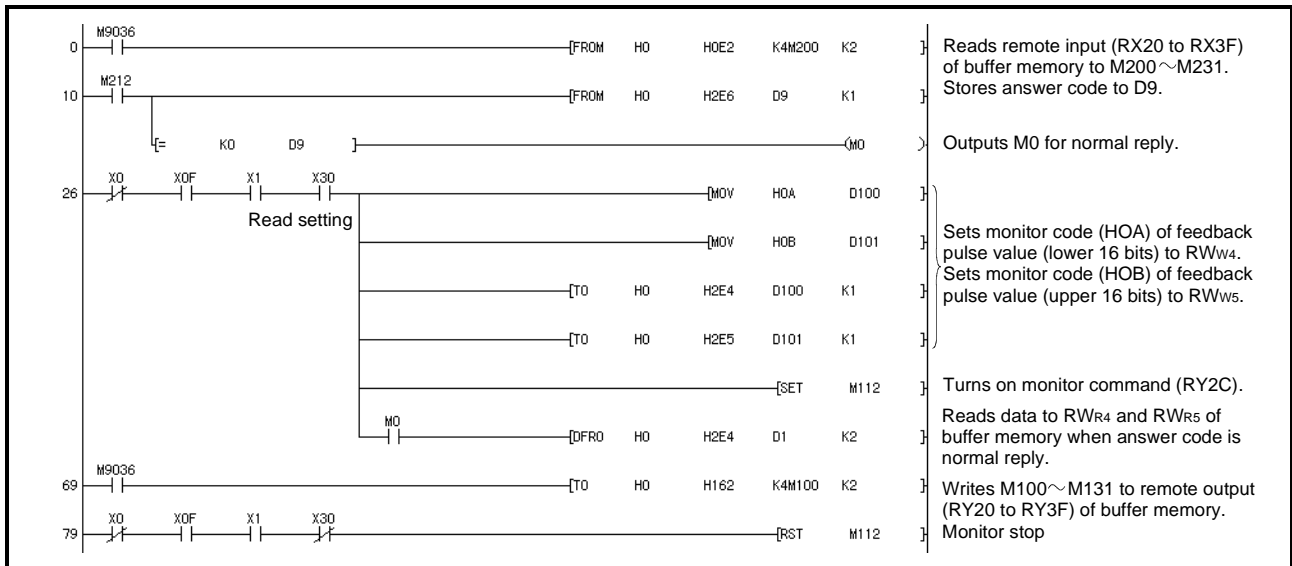 M9036
0 [FROM H0 H0E2 K4M200 K2 ] Reads remote input (RX20 to RX3F)
of buffer memory to M200～M231.
M212
10 [FROM H0 H2E6 D9 K1 ] Stores answer code to D9.
[= K0 D9 ] (M0 ) Outputs M0 for normal reply.
X0 X0F X1 X30
26 [MOV H0A D100 ]
Read setting
[MOV H0B D101 ] Sets monitor code (HOA) of feedback
pulse value (lower 16 bits) to RWW4.
Sets monitor code (HOB) of feedback
[TO H0 H2E4 D100 K1 ] pulse value (upper 16 bits) to RWW5.
[TO H0 H2E5 D101 K1 ]
[SET M112 ] Turns on monitor command (RY2C).
M0
[DFRO H0 H2E4 D1 K2 ] Reads data to RWR4 and RWR5 of
buffer memory when answer code is
normal reply.
M9036
69 [TO H0 H162 K4M100 K2 ] Writes M100～M131 to remote output
(RY20 to RY3F) of buffer memory.
X0 X0F X1 X30
79 [RST M112 ] Monitor stop